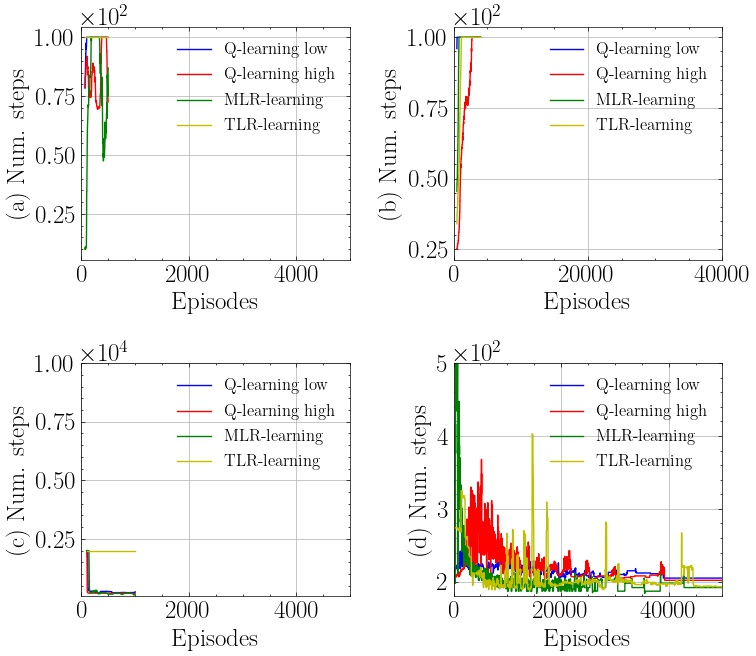 ×10²
1.00
0.75
0.50
0.25
(a) Num. steps
Q-learning low
Q-learning high
MLR-learning
TLR-learning
0
2000
4000
Episodes
×10²
1.00
0.75
0.50
0.25
(b) Num. steps
Q-learning low
Q-learning high
MLR-learning
TLR-learning
0
20000
40000
Episodes
×10⁴
1.00
0.75
0.50
0.25
(c) Num. steps
Q-learning low
Q-learning high
MLR-learning
TLR-learning
0
2000
4000
Episodes
×10²
5
4
3
2
(d) Num. steps
Q-learning low
Q-learning high
MLR-learning
TLR-learning
0
20000
40000
Episodes